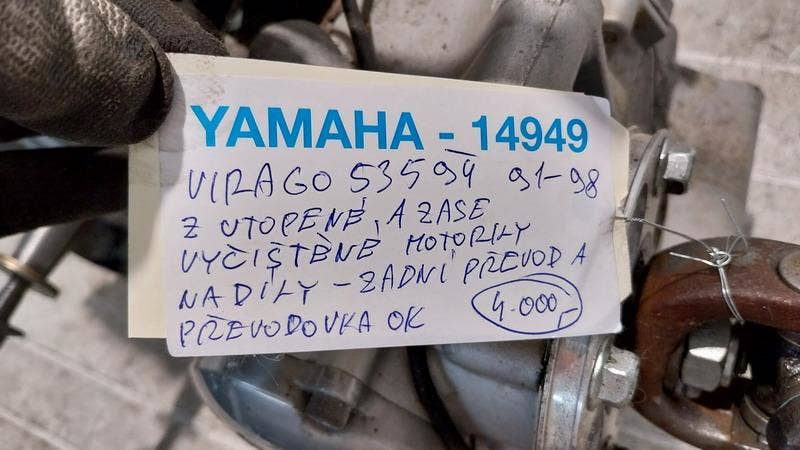 YAMAHA - 14949
VIRAGO 535 94 91-98
Z UTOPENÉ, A ZASE
VYČIŠTĚNÉ MOTORKY
NA DÍLY - ZADNÍ PŘEVOD A
PŘEVODOVKA OK
4.000,-